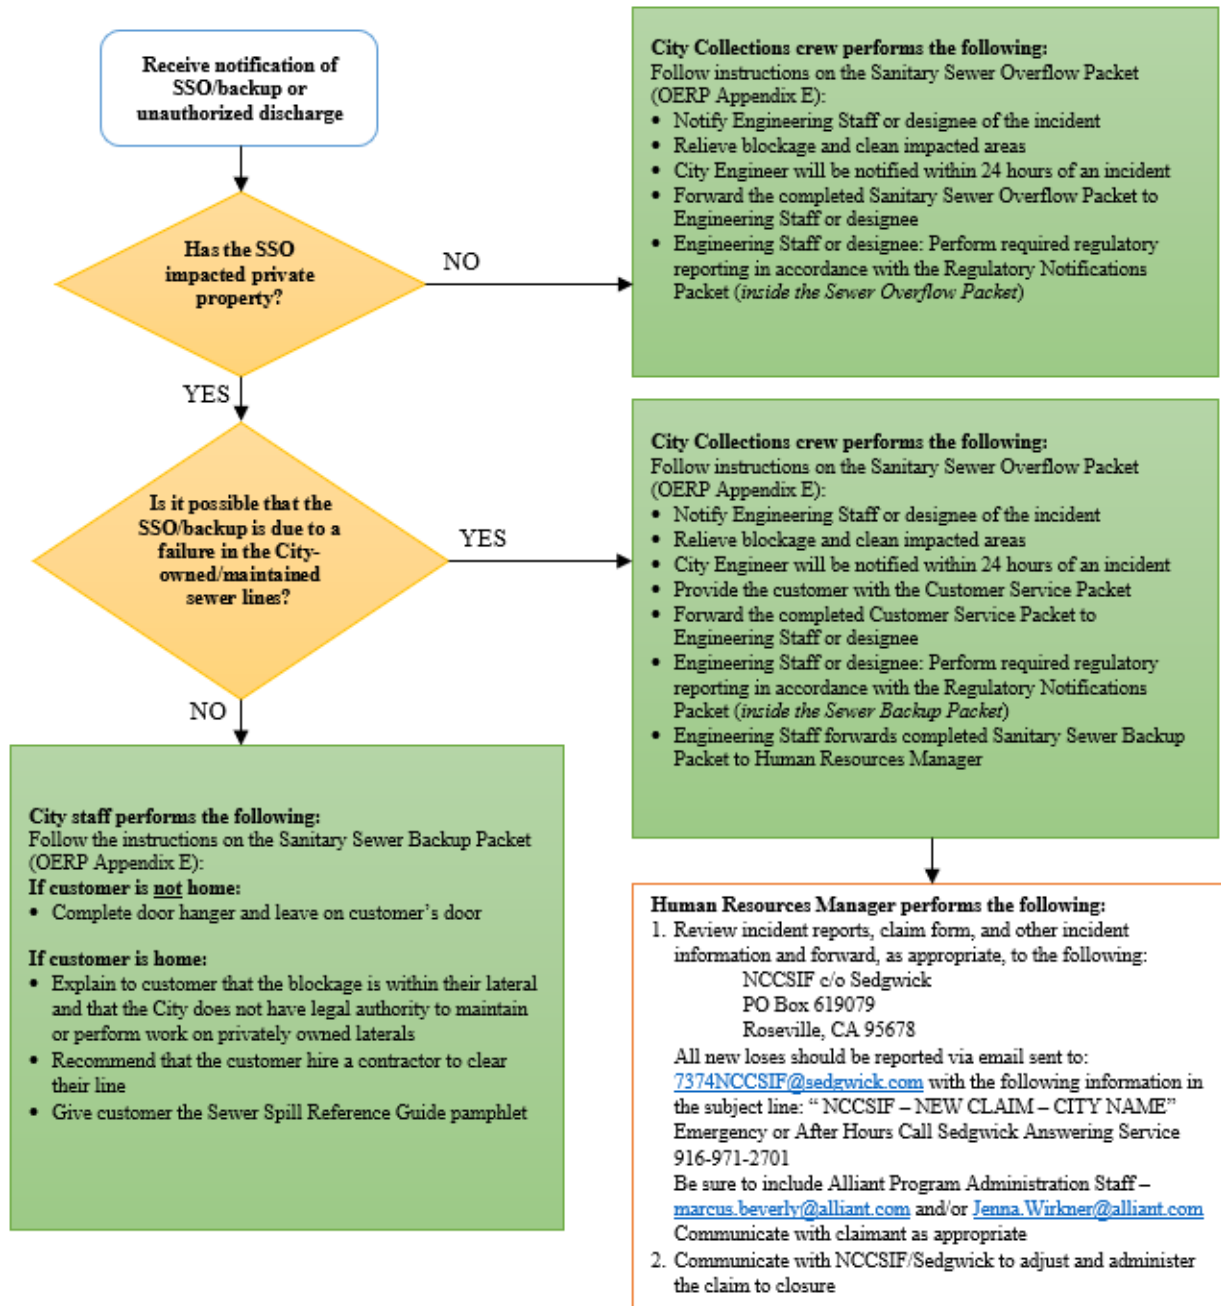 Receive notification of
SSO/backup or
unauthorized discharge
Has the SSO
impacted private
property?
NO
City Collections crew performs the following:
Follow instructions on the Sanitary Sewer Overflow Packet
(OERP Appendix E):
• Notify Engineering Staff or designee of the incident
• Relieve blockage and clean impacted areas
• City Engineer will be notified within 24 hours of an incident
• Forward the completed Sanitary Sewer Overflow Packet to
Engineering Staff or designee
• Engineering Staff or designee: Perform required regulatory
reporting in accordance with the Regulatory Notifications
Packet (inside the Sewer Overflow Packet)
YES
Is it possible that the
SSO/backup is due to a
failure in the City-
owned/maintained
sewer lines?
YES
City Collections crew performs the following:
Follow instructions on the Sanitary Sewer Overflow Packet
(OERP Appendix E):
• Notify Engineering Staff or designee of the incident
• Relieve blockage and clean impacted areas
• City Engineer will be notified within 24 hours of an incident
• Provide the customer with the Customer Service Packet
• Forward the completed Customer Service Packet to
Engineering Staff or designee
• Engineering Staff or designee: Perform required regulatory
reporting in accordance with the Regulatory Notifications
Packet (inside the Sewer Backup Packet)
• Engineering Staff forwards completed Sanitary Sewer Backup
Packet to Human Resources Manager
NO
City staff performs the following:
Follow the instructions on the Sanitary Sewer Backup Packet
(OERP Appendix E):
If customer is not home:
• Complete door hanger and leave on customer's door
If customer is home:
• Explain to customer that the blockage is within their lateral
and that the City does not have legal authority to maintain
or perform work on privately owned laterals
• Recommend that the customer hire a contractor to clear
their line
• Give customer the Sewer Spill Reference Guide pamphlet
Human Resources Manager performs the following:
1. Review incident reports, claim form, and other incident
information and forward, as appropriate, to the following:
NCCSIF c/o Sedgwick
PO Box 619079
Roseville, CA 95678
All new loses should be reported via email sent to:
7374NCCSIF@sedgwick.com with the following information in
the subject line: “ NCCSIF – NEW CLAIM – CITY NAME”
Emergency or After Hours Call Sedgwick Answering Service
916-971-2701
Be sure to include Alliant Program Administration Staff –
marcus.beverly@alliant.com and/or Jenna.Wirkner@alliant.com
Communicate with claimant as appropriate
2. Communicate with NCCSIF/Sedgwick to adjust and administer
the claim to closure